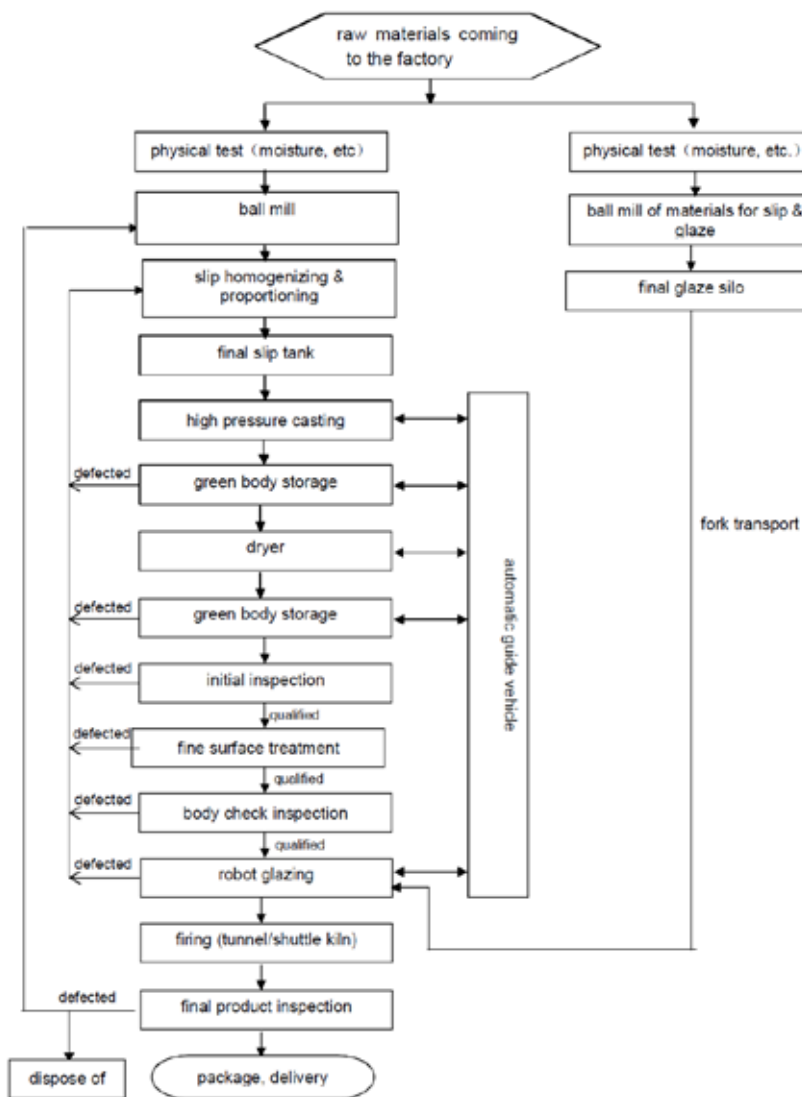 raw materials coming
to the factory
physical test（moisture, etc）
physical test（moisture, etc.）
ball mill
ball mill of materials for slip &
glaze
slip homogenizing &
proportioning
final glaze silo
final slip tank
high pressure casting
defected
green body storage
fork transport
dryer
automatic guide vehicle
defected
green body storage
defected
initial inspection
qualified
defected
fine surface treatment
qualified
defected
body check inspection
qualified
defected
robot glazing
firing (tunnel/shuttle kiln)
defected
final product inspection
dispose of
package, delivery